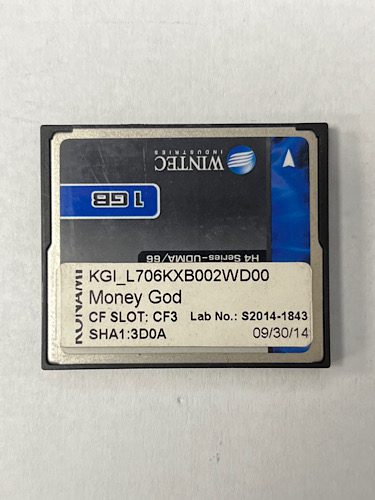 WINTEC
INDUSTRIES
1 GB
H4 Series-UDMA/66
KONAMI
KGI_L706KXB002WD00
Money God
CF SLOT: CF3 Lab No.: S2014-1843
SHA1:3D0A 09/30/14